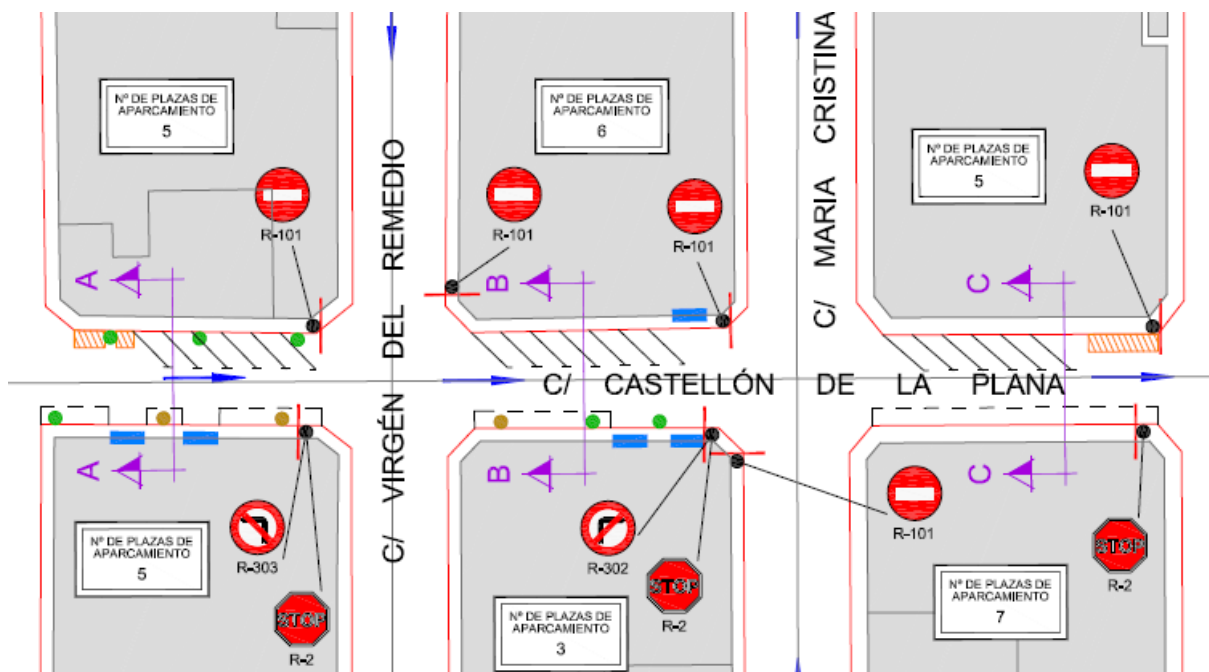 Nº DE PLAZAS DE
APARCAMIENTO
5
R-101
A
C/ VIRGÉN DEL REMEDIO
Nº DE PLAZAS DE
APARCAMIENTO
6
R-101
R-101
B
C/ MARIA CRISTINA
Nº DE PLAZAS DE
APARCAMIENTO
5
R-101
C
C/ CASTELLÓN DE LA PLANA
A
R-303
Nº DE PLAZAS DE
APARCAMIENTO
5
STOP
R-2
B
R-302
STOP
R-2
Nº DE PLAZAS DE
APARCAMIENTO
3
R-101
C
STOP
R-2
Nº DE PLAZAS DE
APARCAMIENTO
7